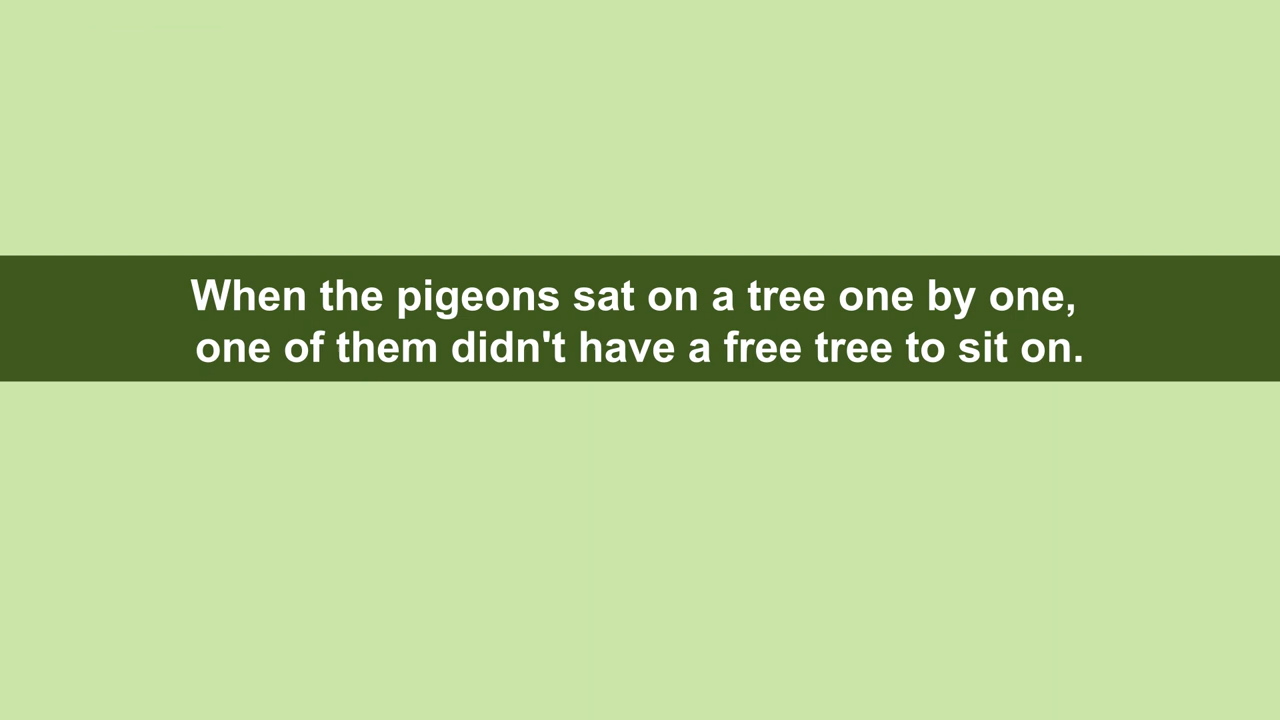 When the pigeons sat on a tree one by one,
one of them didn't have a free tree to sit on.